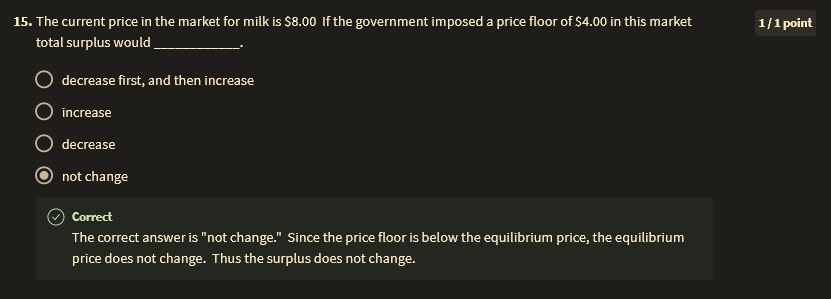 15. The current price in the market for milk is $8.00 If the government imposed a price floor of $4.00 in this market
1 / 1 point
total surplus would ____________.
decrease first, and then increase
increase
decrease
not change
Correct
The correct answer is "not change." Since the price floor is below the equilibrium price, the equilibrium
price does not change. Thus the surplus does not change.